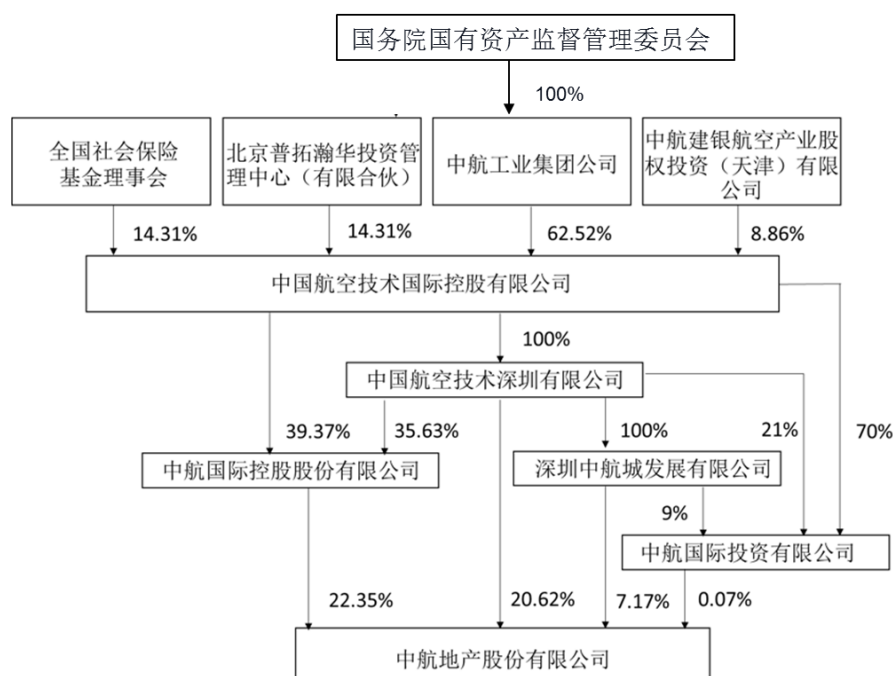 国务院国有资产监督管理委员会
100%
全国社会保险
基金理事会
北京普拓瀚华投资管
理中心（有限合伙）
中航工业集团公司
中航建银航空产业股
权投资（天津）有限
公司
14.31%
14.31%
62.52%
8.86%
中国航空技术国际控股有限公司
100%
中国航空技术深圳有限公司
39.37%
35.63%
100%
21%
70%
中航国际控股股份有限公司
深圳中航城发展有限公司
9%
中航国际投资有限公司
22.35%
20.62%
7.17%
0.07%
中航地产股份有限公司